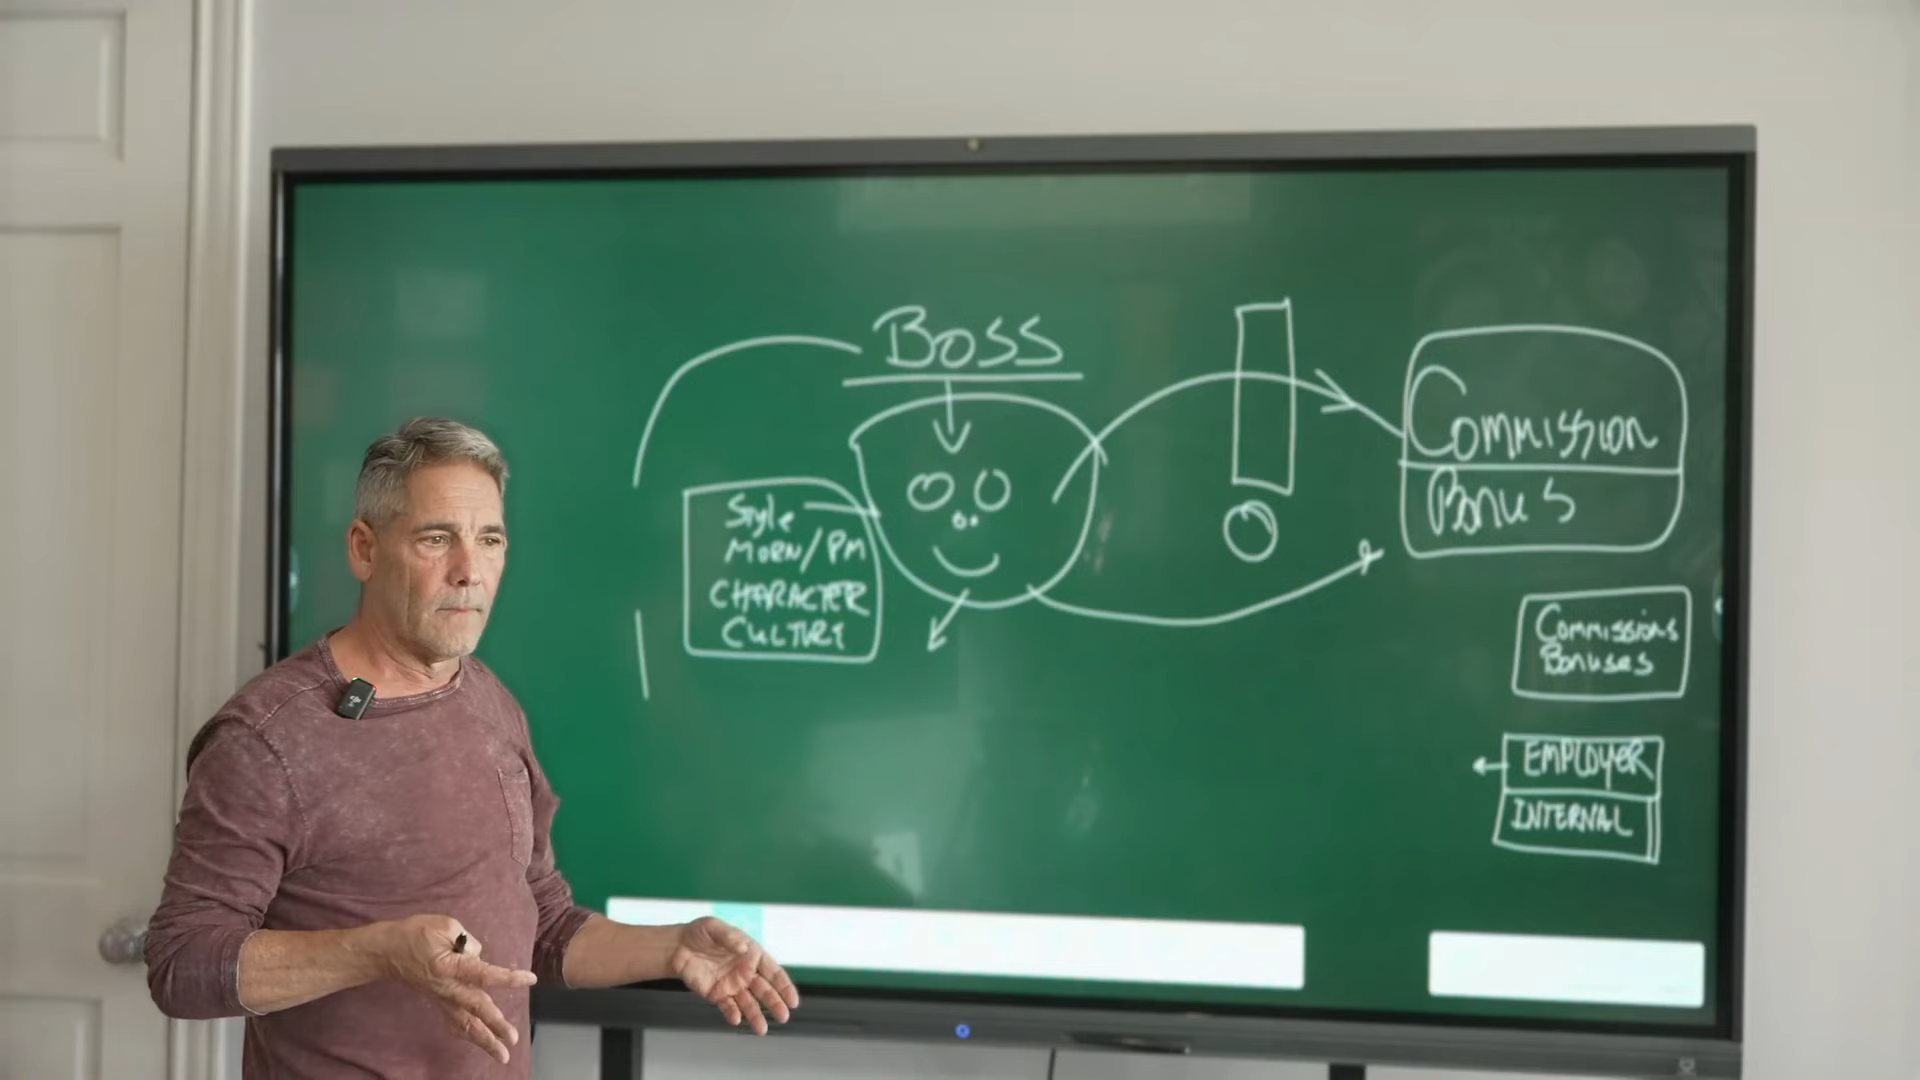 Boss
Style
MORN/PM
CHARACTER
CULTURE
Commission
Bonus
Commissions
Bonuses
EMPLOYER
INTERNAL